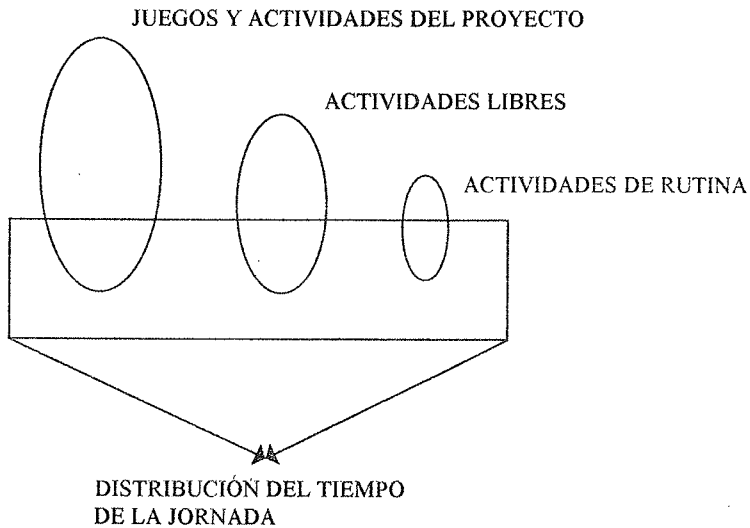 JUEGOS Y ACTIVIDADES DEL PROYECTO
ACTIVIDADES LIBRES
ACTIVIDADES DE RUTINA
DISTRIBUCIÓN DEL TIEMPO
DE LA JORNADA